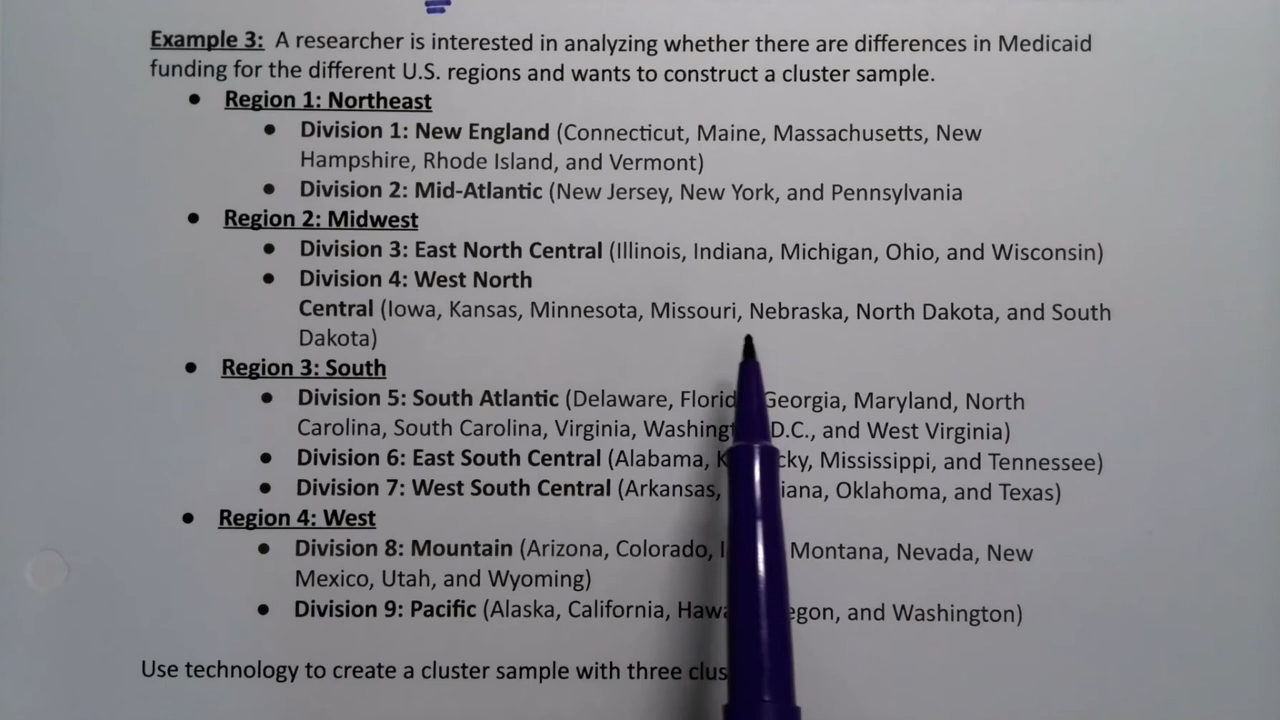 Example 3: A researcher is interested in analyzing whether there are differences in Medicaid
funding for the different U.S. regions and wants to construct a cluster sample.
• Region 1: Northeast
• Division 1: New England (Connecticut, Maine, Massachusetts, New
Hampshire, Rhode Island, and Vermont)
• Division 2: Mid-Atlantic (New Jersey, New York, and Pennsylvania
• Region 2: Midwest
• Division 3: East North Central (Illinois, Indiana, Michigan, Ohio, and Wisconsin)
• Division 4: West North
Central (Iowa, Kansas, Minnesota, Missouri, Nebraska, North Dakota, and South
Dakota)
• Region 3: South
• Division 5: South Atlantic (Delaware, Georgia, Maryland, North
Carolina, South Carolina, Virginia, D.C., and West Virginia)
• Division 6: East South Central (Alabama, Mississippi, and Tennessee)
• Division 7: West South Central (Arkansas, Oklahoma, and Texas)
• Region 4: West
• Division 8: Mountain (Arizona, Colorado, Montana, Nevada, New
Mexico, Utah, and Wyoming)
• Division 9: Pacific (Alaska, California, and Washington)
Use technology to create a cluster sample with three